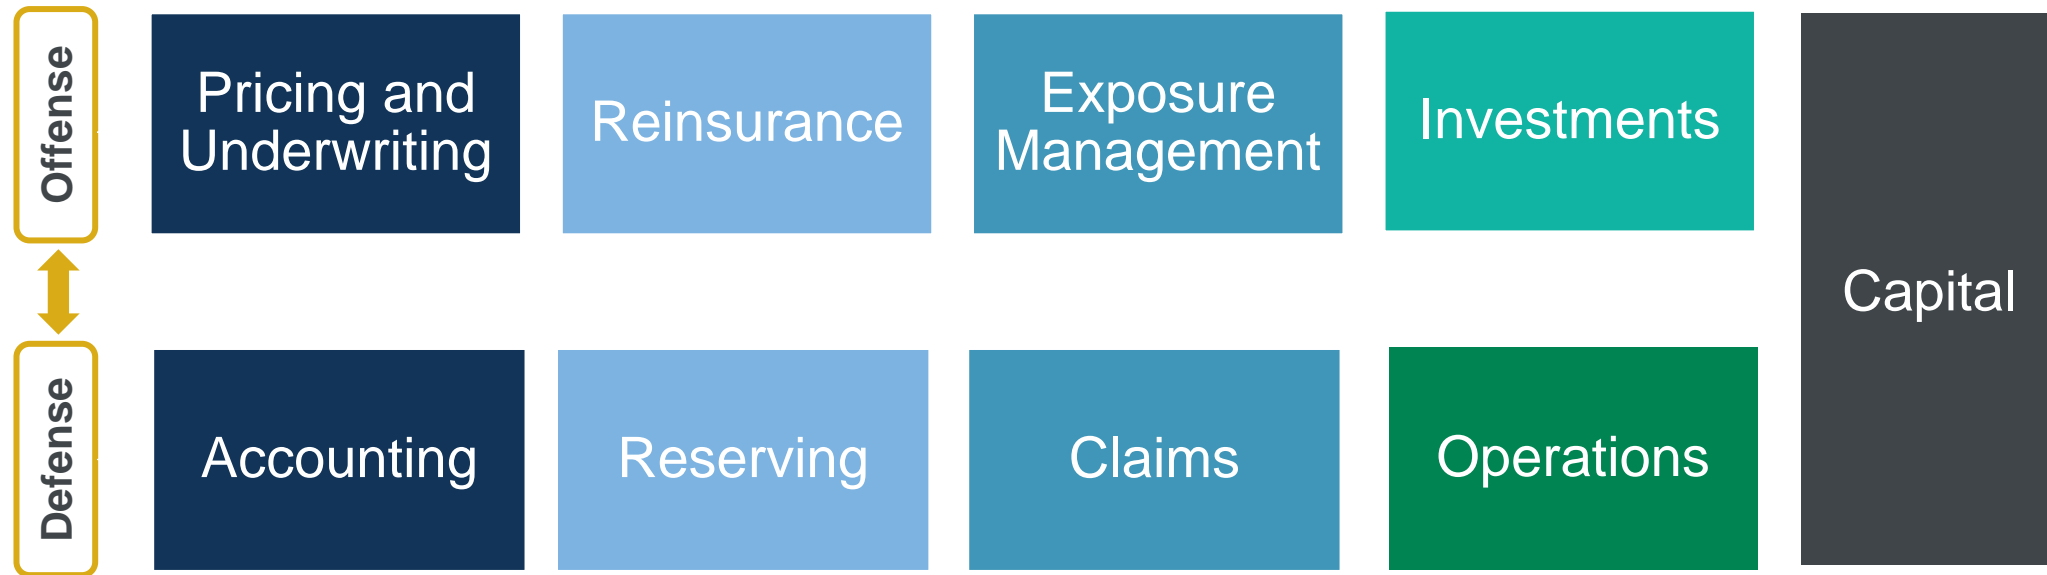 Offense
Pricing and
Underwriting
Reinsurance
Exposure
Management
Investments
Capital
Defense
Accounting
Reserving
Claims
Operations